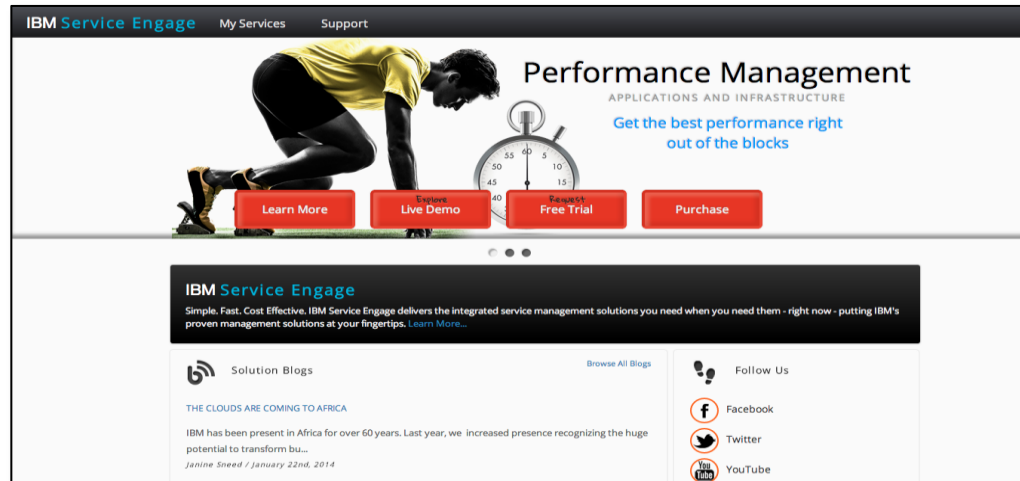 IBM Service Engage My Services Support
Performance Management
APPLICATIONS AND INFRASTRUCTURE
Get the best performance right
out of the blocks
60
55 5
50 10
45 15
40
Learn More
Explore
Live Demo
Request
Free Trial
Purchase
IBM Service Engage
Simple. Fast. Cost Effective. IBM Service Engage delivers the integrated service management solutions you need when you need them - right now - putting IBM's
proven management solutions at your fingertips. Learn More...
Solution Blogs Browse All Blogs
THE CLOUDS ARE COMING TO AFRICA
IBM has been present in Africa for over 60 years. Last year, we increased presence recognizing the huge
potential to transform bu...
Janine Sneed / January 22nd, 2014
Follow Us
Facebook
Twitter
You
Tube
YouTube